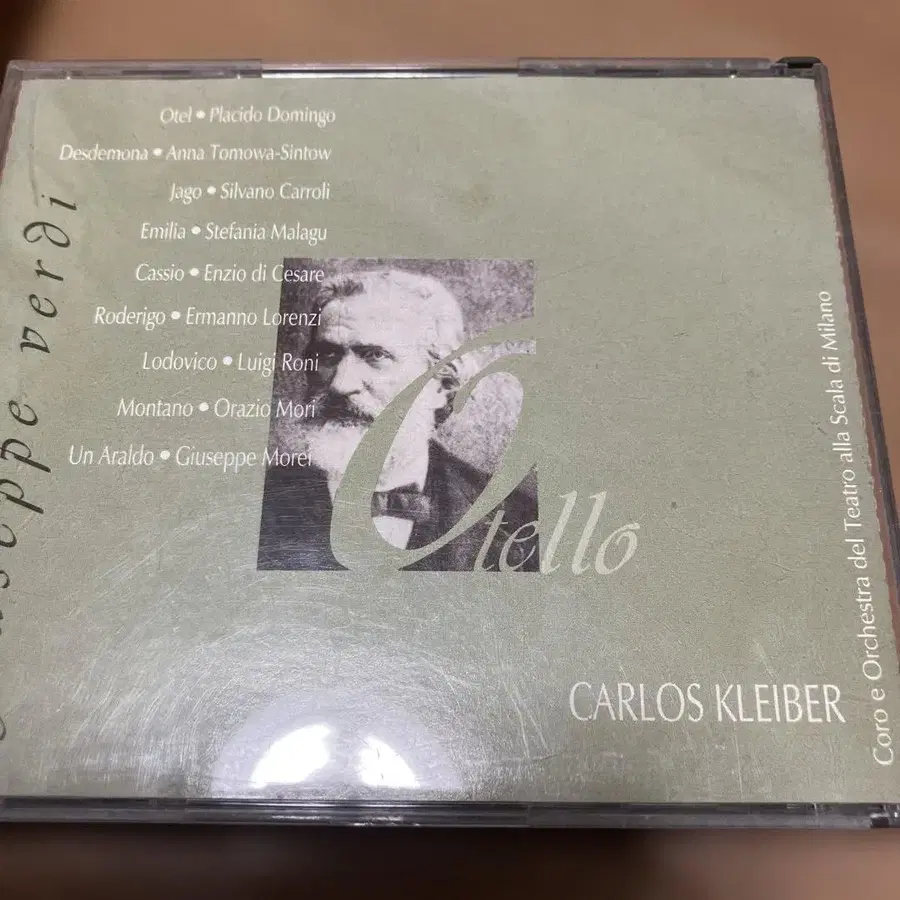 Otel • Placido Domingo
Desdemona • Anna Tomowa-Sintow
Jago • Silvano Carroli
Emilia • Stefania Malagu
Cassio • Enzio di Cesare
Roderigo • Ermanno Lorenzi
Lodovico • Luigi Roni
Montano • Orazio Mori
Un Araldo • Giuseppe Morei
verdi
Otello
CARLOS KLEIBER
Coro e Orchestra del Teatro alla Scala di Milano